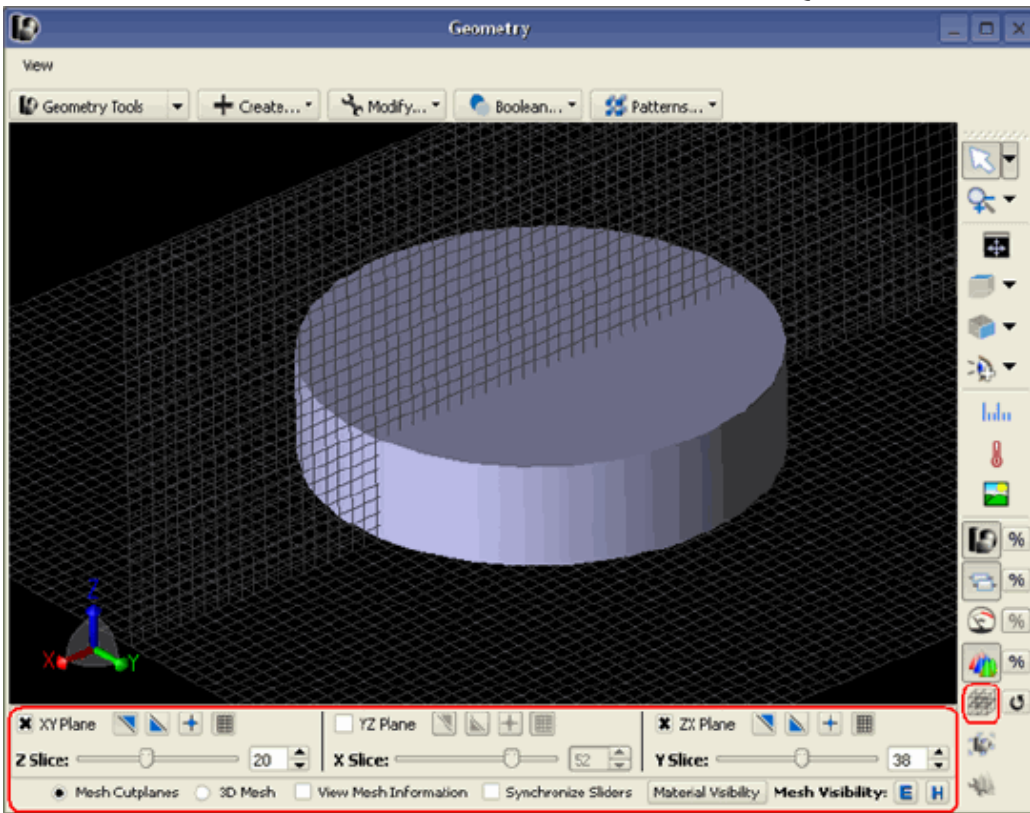 Geometry
View
Geometry Tools Create... Modify... Boolean... Patterns...
%
%
%
%
Z
X Y
XY Plane YZ Plane ZX Plane
Z Slice: 20 X Slice: 52 Y Slice: 38
Mesh Cutplanes 3D Mesh View Mesh Information Synchronize Sliders Material Visibility Mesh Visibility: E H